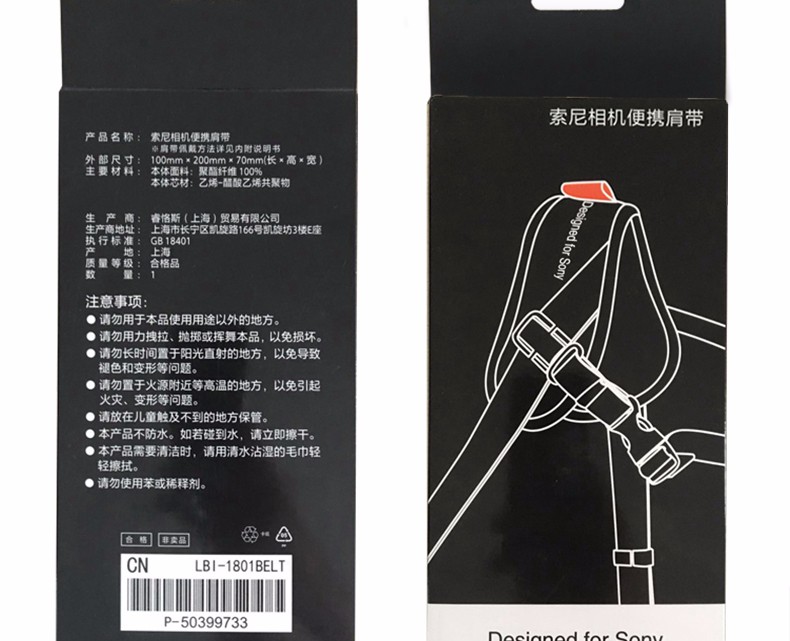 产品名称： 索尼相机便携肩带
※肩带佩戴方法详见内附说明书
外部尺寸： 100mm × 200mm × 70mm(长 × 高 × 宽 )
主要材料： 本体面料：聚酯纤维 100%
本体芯材：乙烯-醋酸乙烯共聚物
生 产 商： 睿恪斯（上海）贸易有限公司
生产商地址： 上海市长宁区凯旋路166号凯旋坊3楼E座
执行标准： GB 18401
产 地： 上海
质量等级： 合格品
数 量： 1
注意事项：
● 请勿用于本品使用用途以外的地方。
● 请勿用力拽拉、抛掷或挥舞本品，以免损坏。
● 请勿长时间置于阳光直射的地方，以免导致
褪色和变形等问题。
● 请勿置于火源附近等高温的地方，以免引起
火灾、变形等问题。
● 请放在儿童触及不到的地方保管。
● 本产品不防水。如若碰到水，请立即擦干。
● 本产品需要清洁时，请用清水沾湿的毛巾轻
轻擦拭。
● 请勿使用苯或稀释剂。
合 格 非卖品
CN LBI-1801BELT
P-50399733
索尼相机便携肩带
Designed for Sony
Designed for Sony